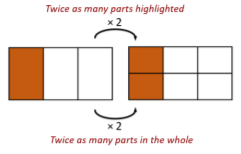 Twice as many parts highlighted
× 2
× 2
Twice as many parts in the whole